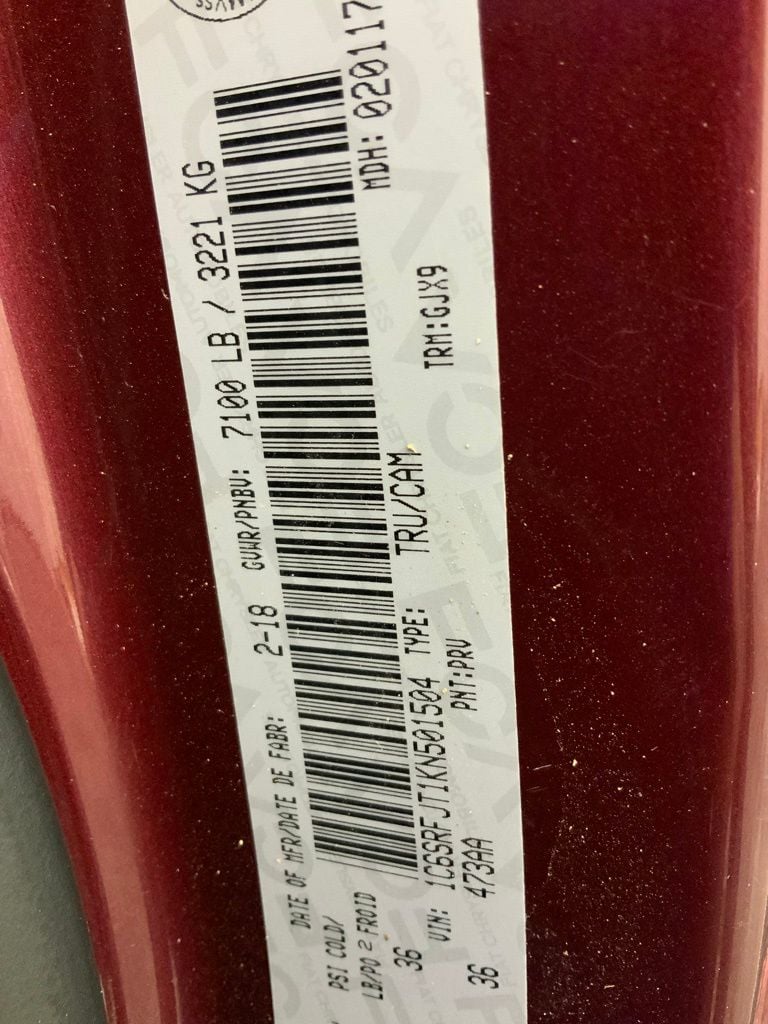 DATE OF MFR/DATE DE FABR: 2-18 GVWR/PNBV: 7100 LB / 3221 KG
PSI COLD/
LB/PO 2 FROID
36 VIN: 1C6SRFJT1KN501504 TYPE: TRU/CAM MDH: 020117
36 473AA PNT:PRV TRM:GJX9